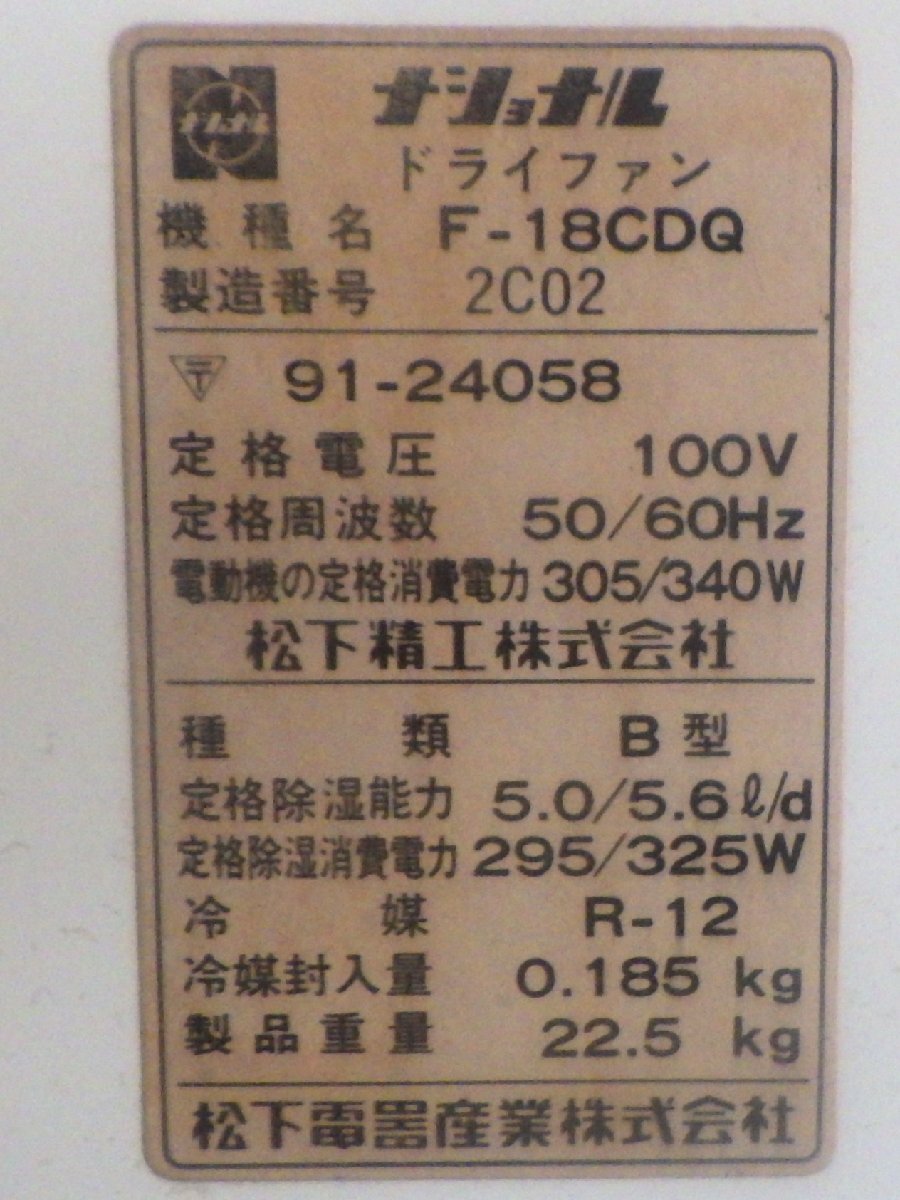 ナショナル
ナショナル
ドライファン
機種名 F-18CDQ
製造番号 2C02
〒 91-24058
定格電圧 100V
定格周波数 50/60Hz
電動機の定格消費電力 305/340W
松下精工株式会社
種類 B型
定格除湿能力 5.0/5.6ℓ/d
定格除湿消費電力 295/325W
冷媒 R-12
冷媒封入量 0.185 kg
製品重量 22.5 kg
松下電器産業株式会社